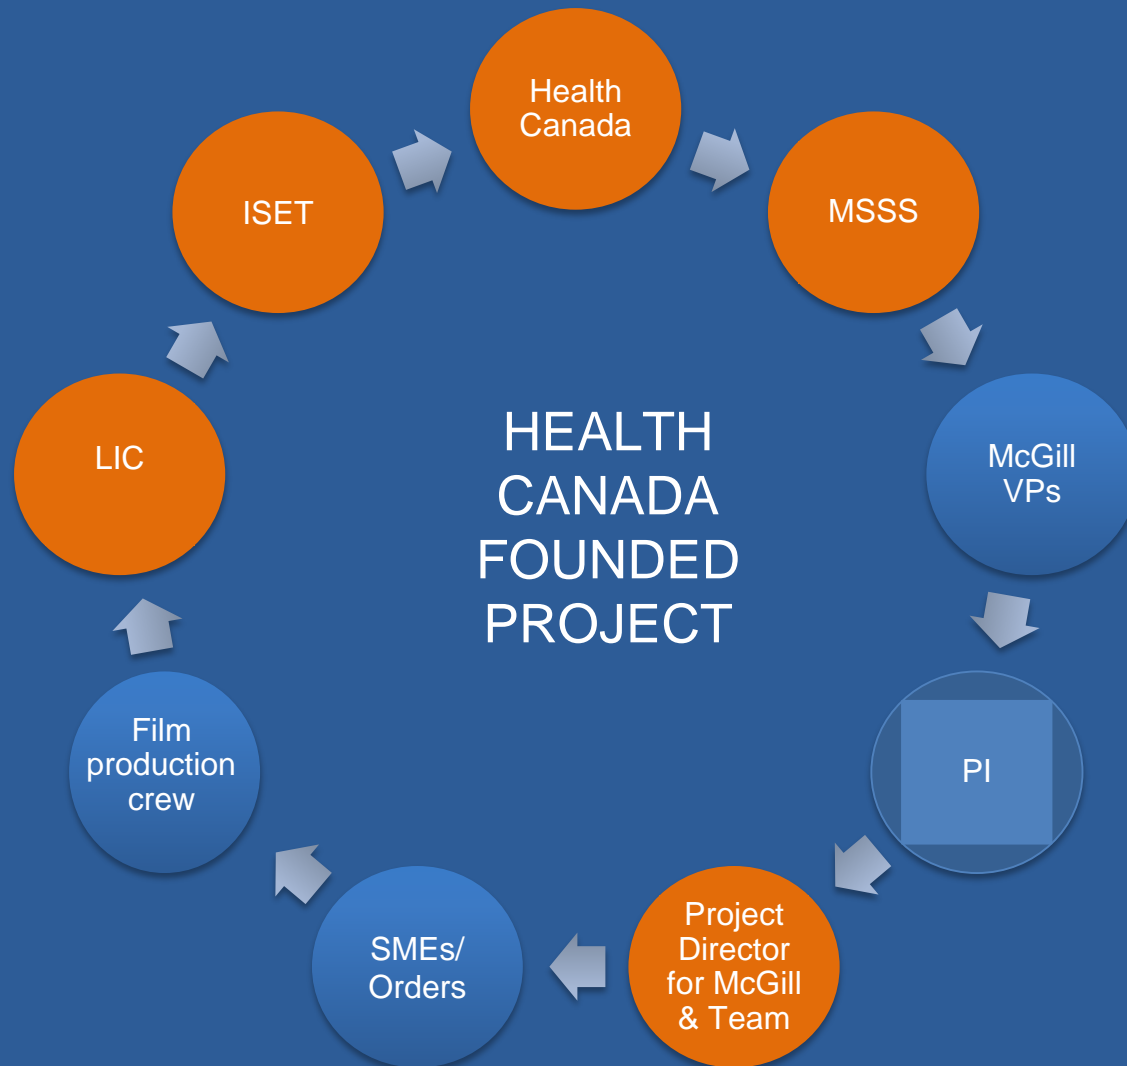 Health
Canada
MSSS
McGill
VPs
PI
Project
Director
for McGill
& Team
SMEs/
Orders
Film
production
crew
LIC
ISET
HEALTH
CANADA
FOUNDED
PROJECT